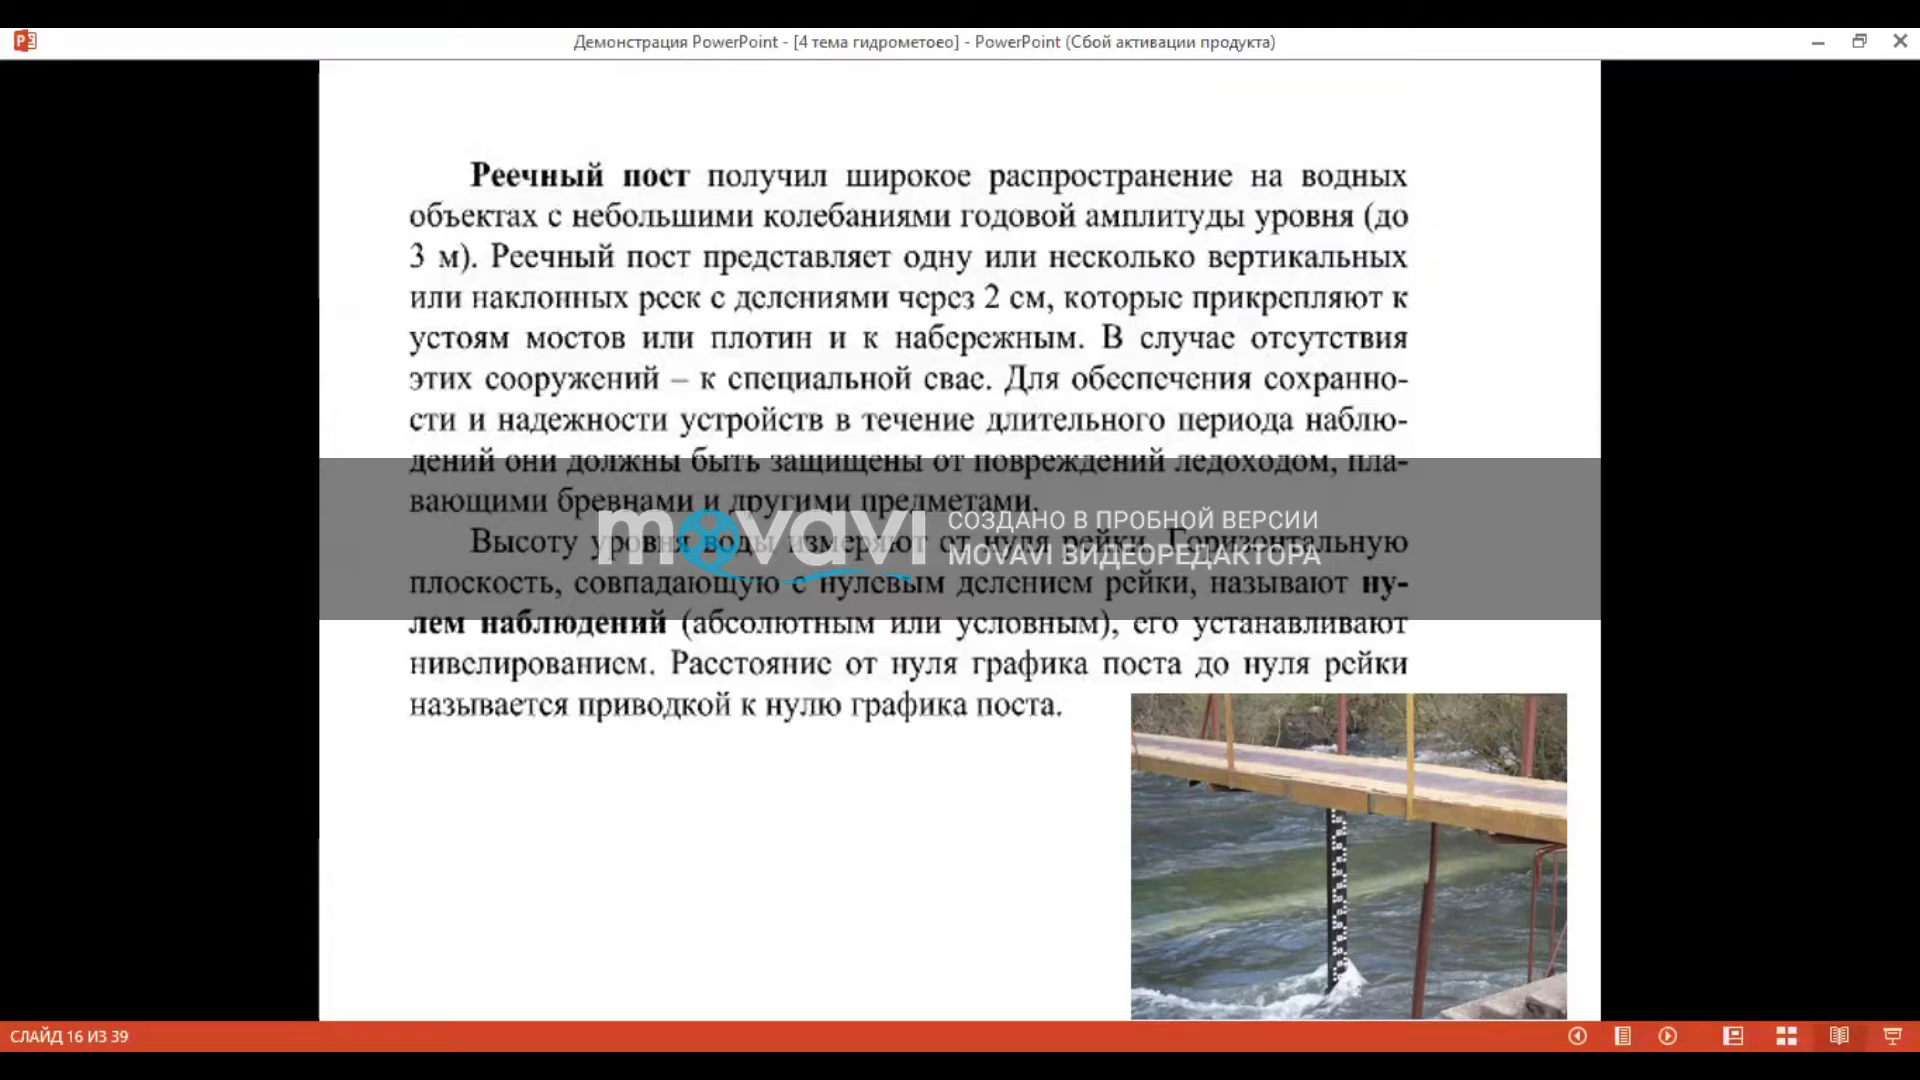 Демонстрация PowerPoint - [4 тема гидрометоео] - PowerPoint (Сбой активации продукта)
Реечный пост получил широкое распространение на водных
объектах с небольшими колебаниями годовой амплитуды уровня (до
3 м). Реечный пост представляет одну или несколько вертикальных
или наклонных реек с делениями через 2 см, которые прикрепляют к
устоям мостов или плотин и к набережным. В случае отсутствия
этих сооружений – к специальной свае. Для обеспечения сохранно-
сти и надежности устройств в течение длительного периода наблю-
дений они должны быть защищены от повреждений ледоходом, пла-
вающими бревнами и другими предметами.
movavi
СОЗДАНО В ПРОБНОЙ ВЕРСИИ
MOVAVI ВИДЕОРЕДАКТОРА
Высоту уровня воды измеряют от нуля рейки. Горизонтальную
плоскость, совпадающую с нулевым делением рейки, называют ну-
лем наблюдений (абсолютным или условным), его устанавливают
нивелированием. Расстояние от нуля графика поста до нуля рейки
называется приводкой к нулю графика поста.
СЛАЙД 16 ИЗ 39